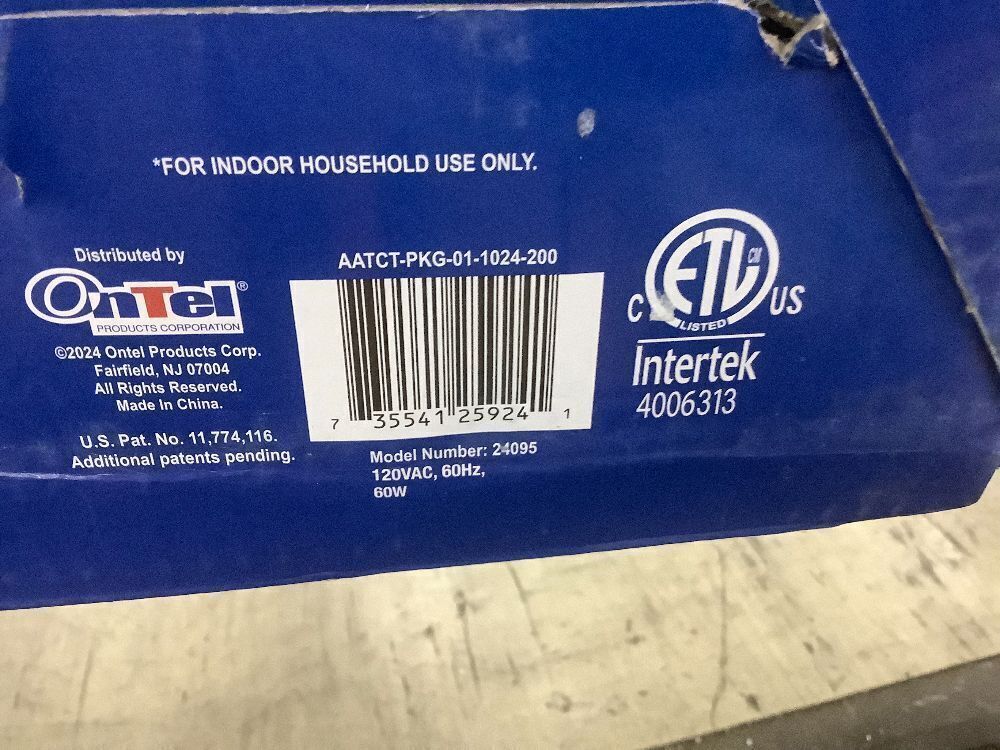 *FOR INDOOR HOUSEHOLD USE ONLY.
Distributed by
OnTel®
PRODUCTS CORPORATION
©2024 Ontel Products Corp.
Fairfield, NJ 07004
All Rights Reserved.
Made In China.
U.S. Pat. No. 11,774,116.
Additional patents pending.
AATCT-PKG-01-1024-200
7 35541 25924 1
Model Number: 24095
120VAC, 60Hz,
60W
C ETL CM US
LISTED
Intertek
4006313